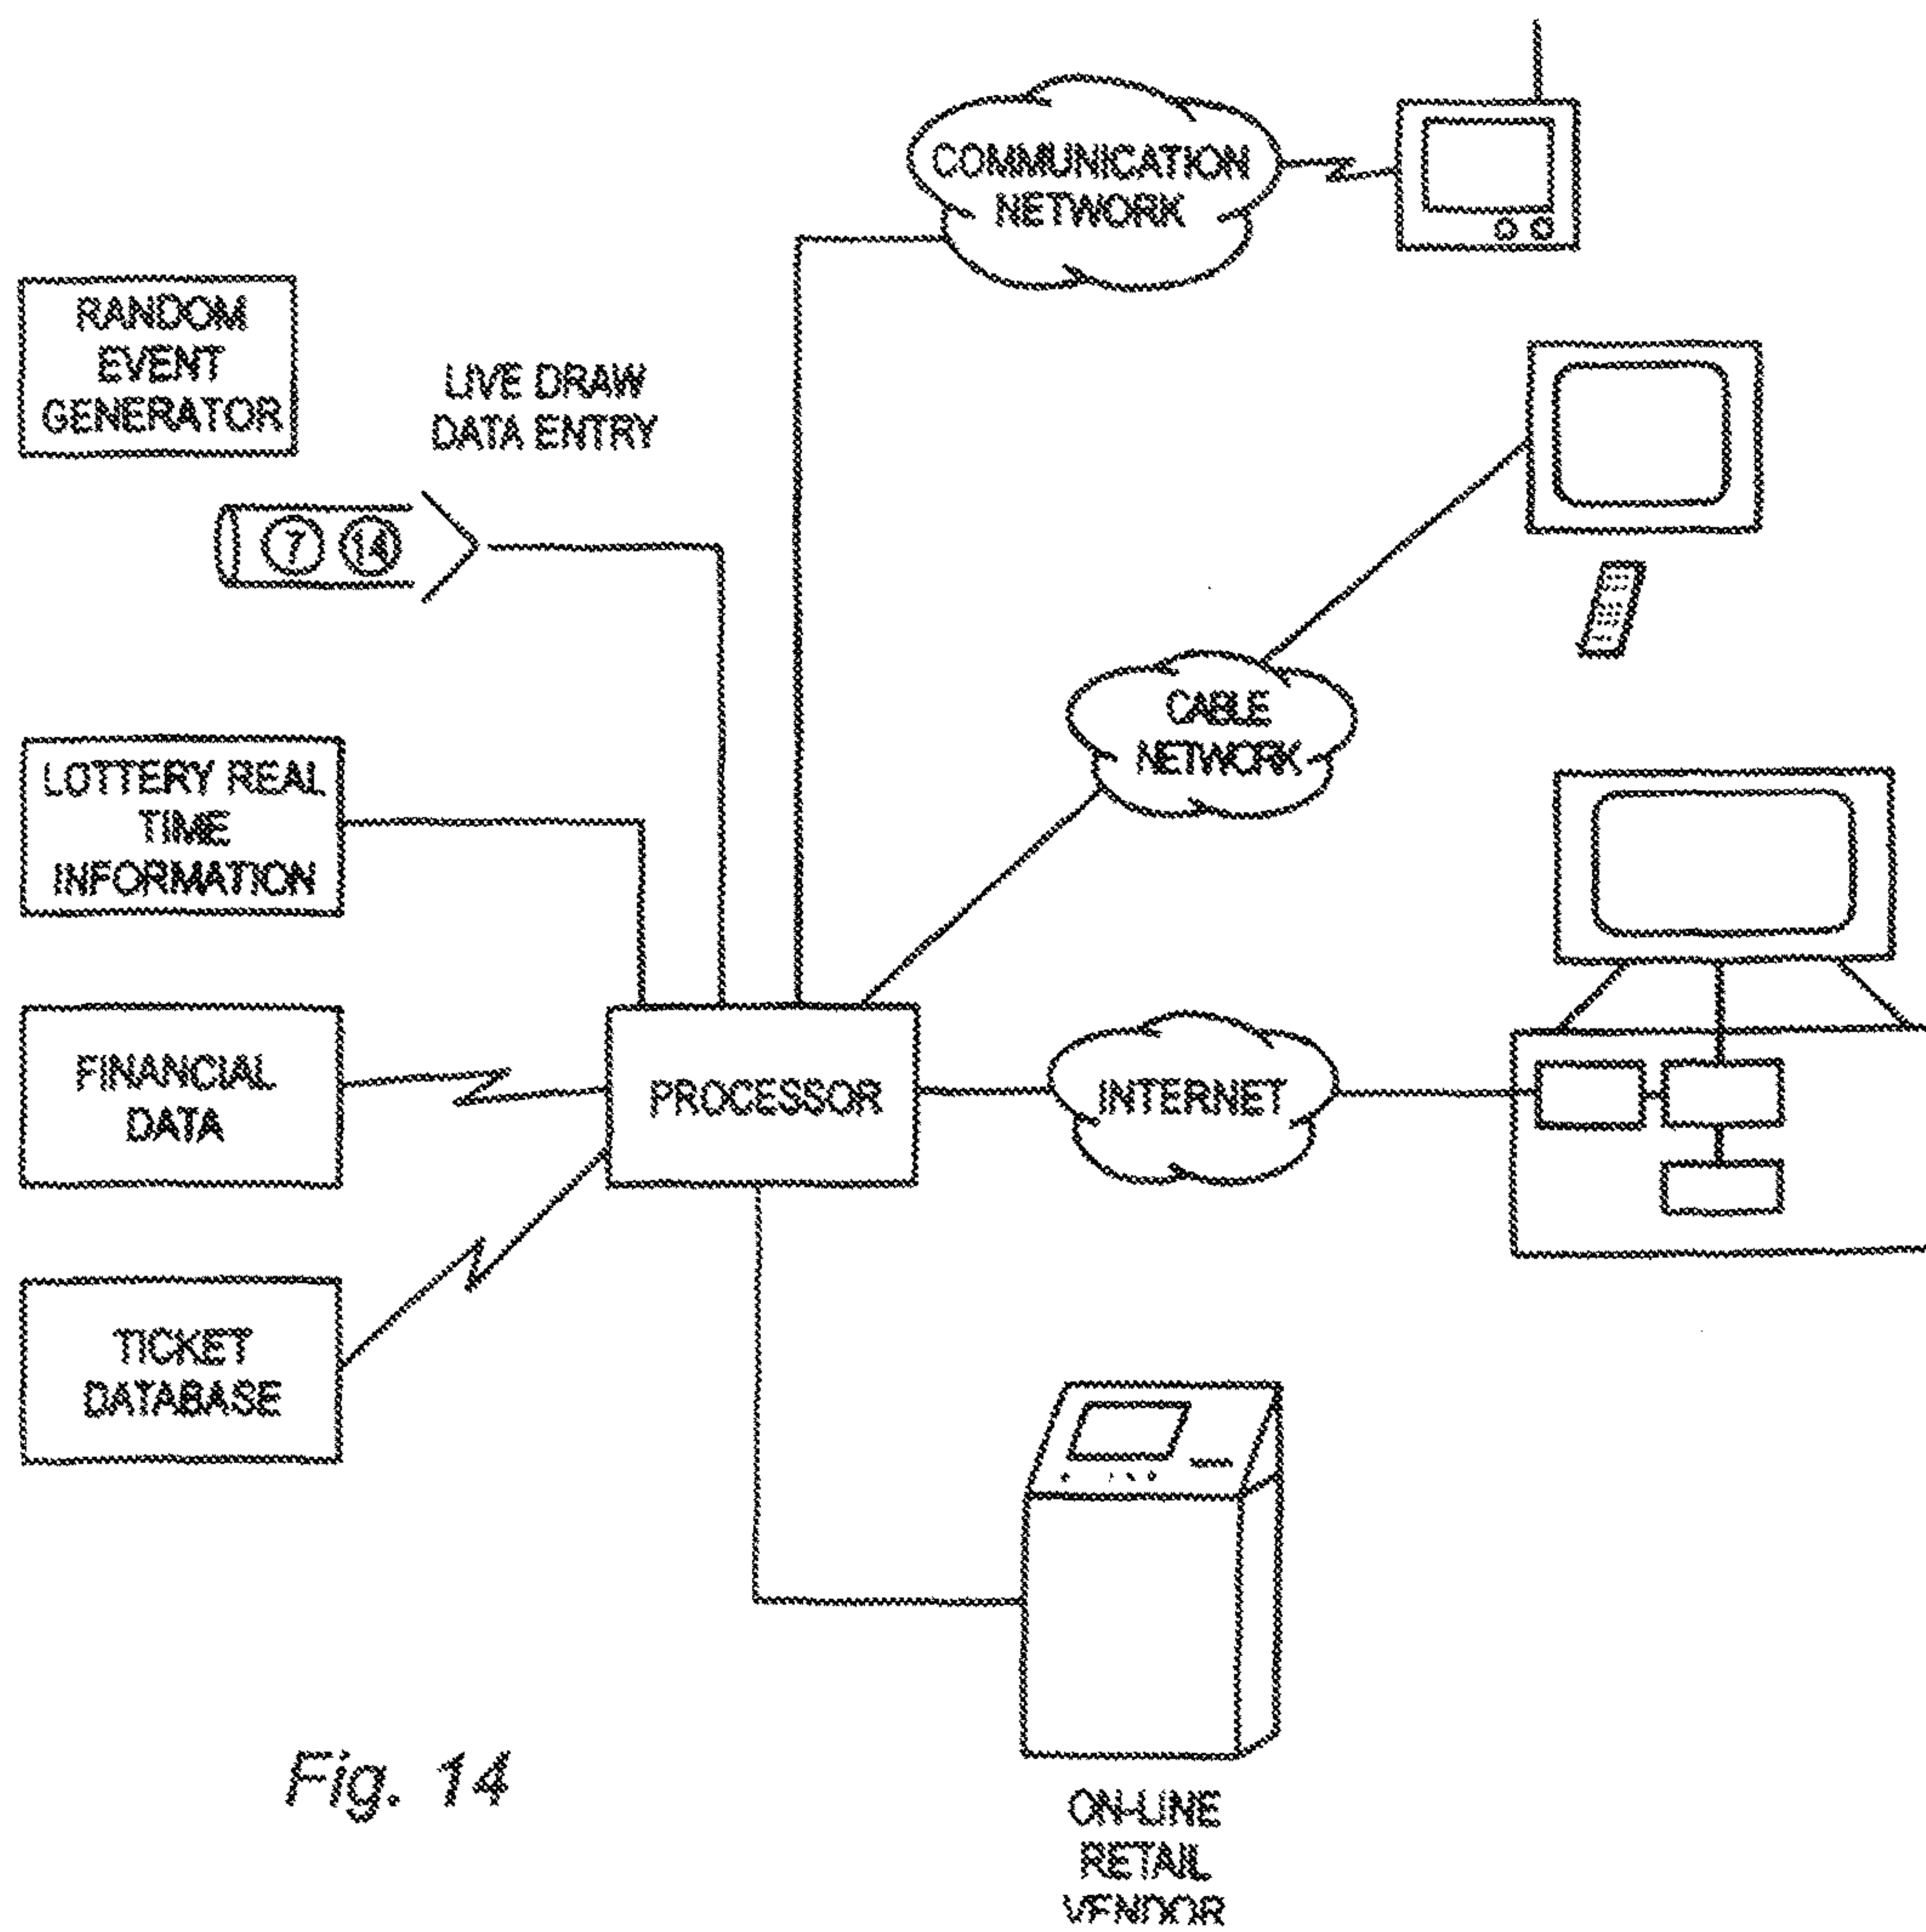 COMMUNICATION
NETWORK
RANDOM
EVENT
GENERATOR
LIVE DRAW
DATA ENTRY
7 14
CABLE
NETWORK
LOTTERY REAL
TIME
INFORMATION
FINANCIAL
DATA
PROCESSOR
INTERNET
TICKET
DATABASE
Fig. 14
ON-LINE
RETAIL
VENDOR